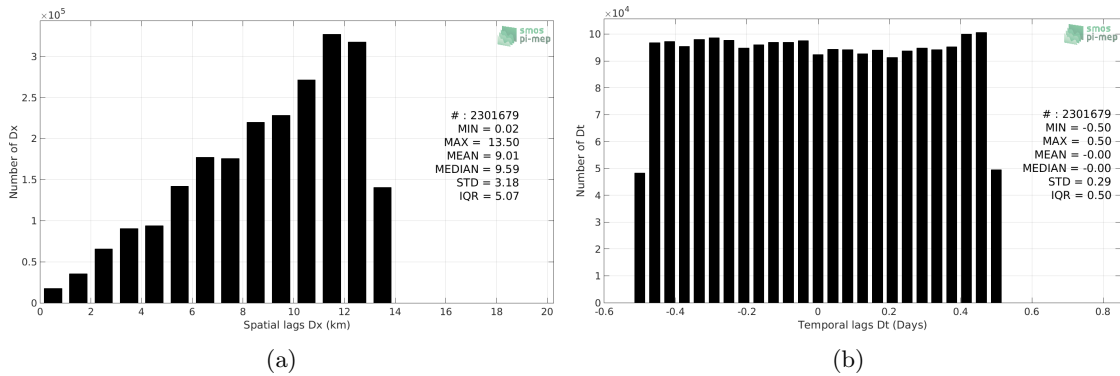 ×10⁵
smos
pi-mep
3
2.5
2
1.5
1
0.5
0
Number of Dx
# : 2301679
MIN = 0.02
MAX = 13.50
MEAN = 9.01
MEDIAN = 9.59
STD = 3.18
IQR = 5.07
0 2 4 6 8 10 12 14 16 18 20
Spatial lags Dx (km)
(a)
×10⁴
smos
pi-mep
10
9
8
7
6
5
4
3
2
1
0
Number of Dt
# : 2301679
MIN = -0.50
MAX = 0.50
MEAN = -0.00
MEDIAN = -0.00
STD = 0.29
IQR = 0.50
-0.6 -0.4 -0.2 0 0.2 0.4 0.6 0.8
Temporal lags Dt (Days)
(b)